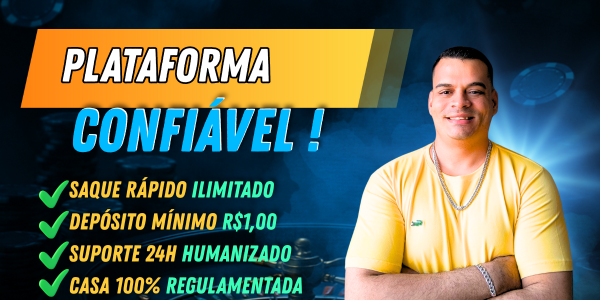 PLATAFORMA
CONFIÁVEL !
SAQUE RÁPIDO ILIMITADO
DEPÓSITO MÍNIMO R$1,00
SUPORTE 24H HUMANIZADO
CASA 100% REGULAMENTADA